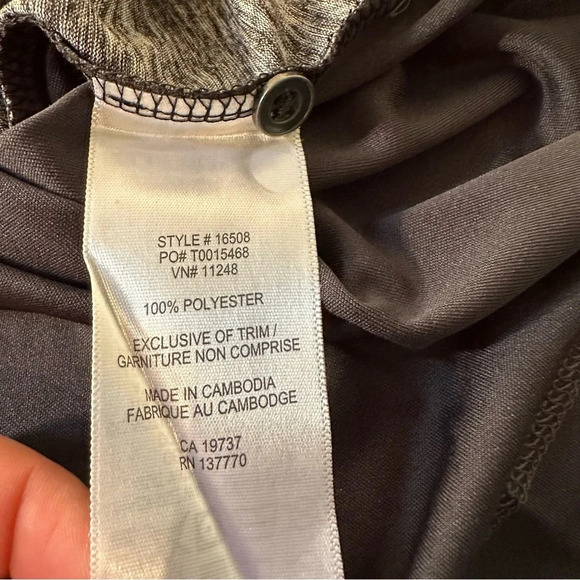 STYLE # 16508
PO# T0015468
VN# 11248
100% POLYESTER
EXCLUSIVE OF TRIM /
GARNITURE NON COMPRISE
MADE IN CAMBODIA
FABRIQUE AU CAMBODGE
CA 19737
RN 137770